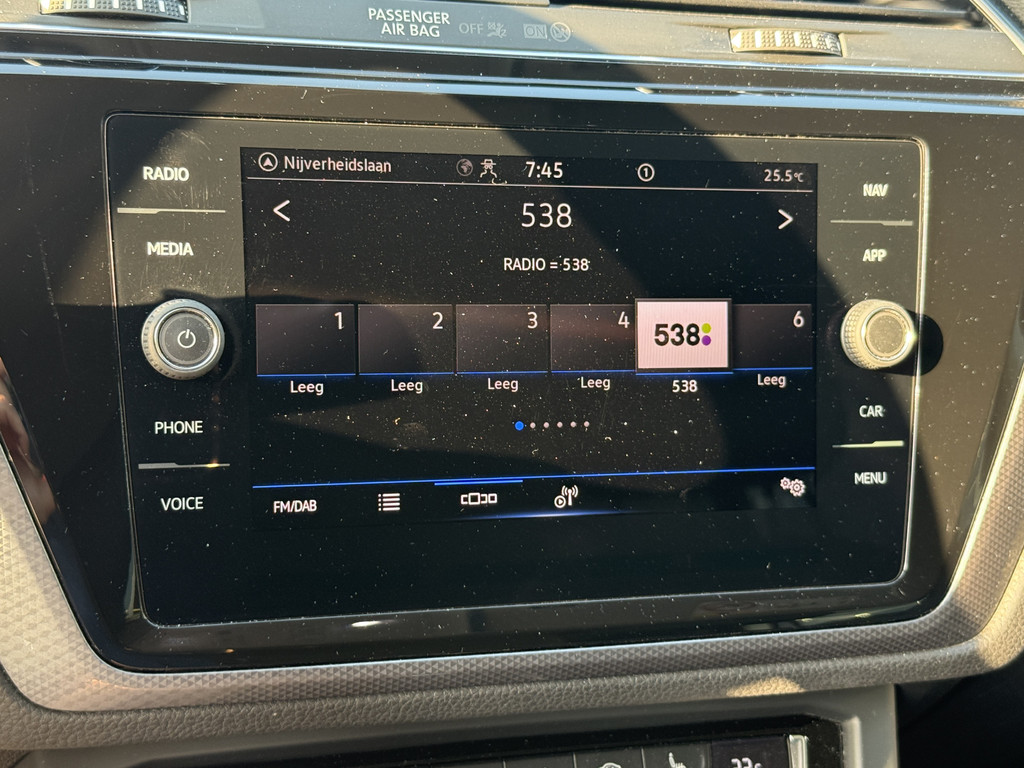 PASSENGER
AIR BAG
OFF
ON
RADIO
MEDIA
PHONE
VOICE
Nijverheidslaan
7:45
1
25.5°C
538
RADIO = 538
1
2
3
4
538
6
Leeg
Leeg
Leeg
Leeg
538
Leeg
FM/DAB
NAV
APP
CAR
MENU